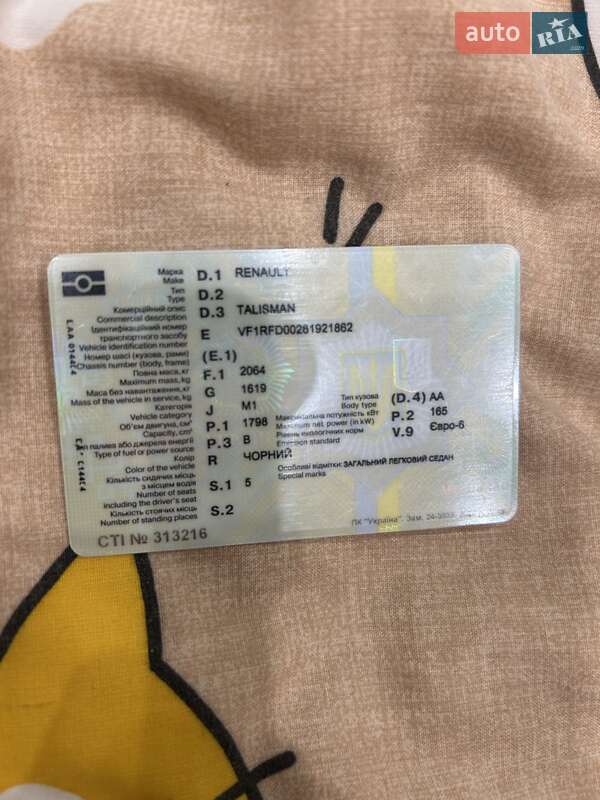 auto RIA.com
Марка
Make D.1 RENAULT
Тип
Type D.2
Комерційний опис
Commercial description D.3 TALISMAN
Ідентифікаційний номер
транспортного засобу
Vehicle identification number E VF1RFD00261921862
Номер шасі (кузова, рами)
Chassis number (body, frame) (E.1)
Повна маса, кг
Maximum mass, kg F.1 2064
Маса без навантаження, кг
Mass of the vehicle in service, kg G 1619
Категорія
Vehicle category J M1
Об'єм двигуна, см³
Capacity, cm³ P.1 1798
Тип палива або джерела енергії
Type of fuel or power source P.3 B
Колір
Color of the vehicle R ЧОРНИЙ
Кількість сидячих місць
з місцем водія
Number of seats
including the driver's seat S.1 5
Кількість стоячих місць
Number of standing places S.2
Тип кузова
Body type (D.4) AA
Максимальна потужність кВт
Maximum net. power (in kW) P.2 165
Рівень екологічних норм
Emission standard V.9 Євро-6
Особливі відмітки: ЗАГАЛЬНИЙ ЛЕГКОВИЙ СЕДАН
Special marks
СТІ № 313216
ПК "Україна". Зам.